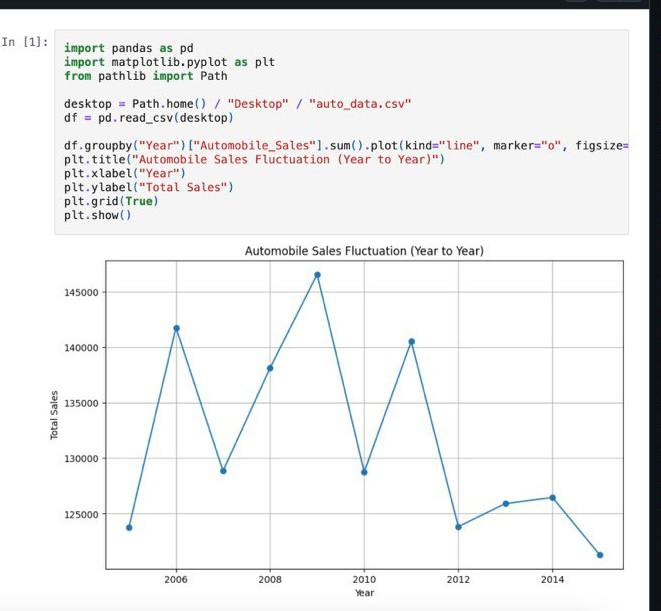 In [1]:
import pandas as pd
import matplotlib.pyplot as plt
from pathlib import Path
desktop = Path.home() / "Desktop" / "auto_data.csv"
df = pd.read_csv(desktop)
df.groupby("Year")["Automobile_Sales"].sum().plot(kind="line", marker="o", figsize=
plt.title("Automobile Sales Fluctuation (Year to Year)")
plt.xlabel("Year")
plt.ylabel("Total Sales")
plt.grid(True)
plt.show()
Automobile Sales Fluctuation (Year to Year)
145000
140000
135000
130000
125000
Total Sales
2006 2008 2010 2012 2014
Year